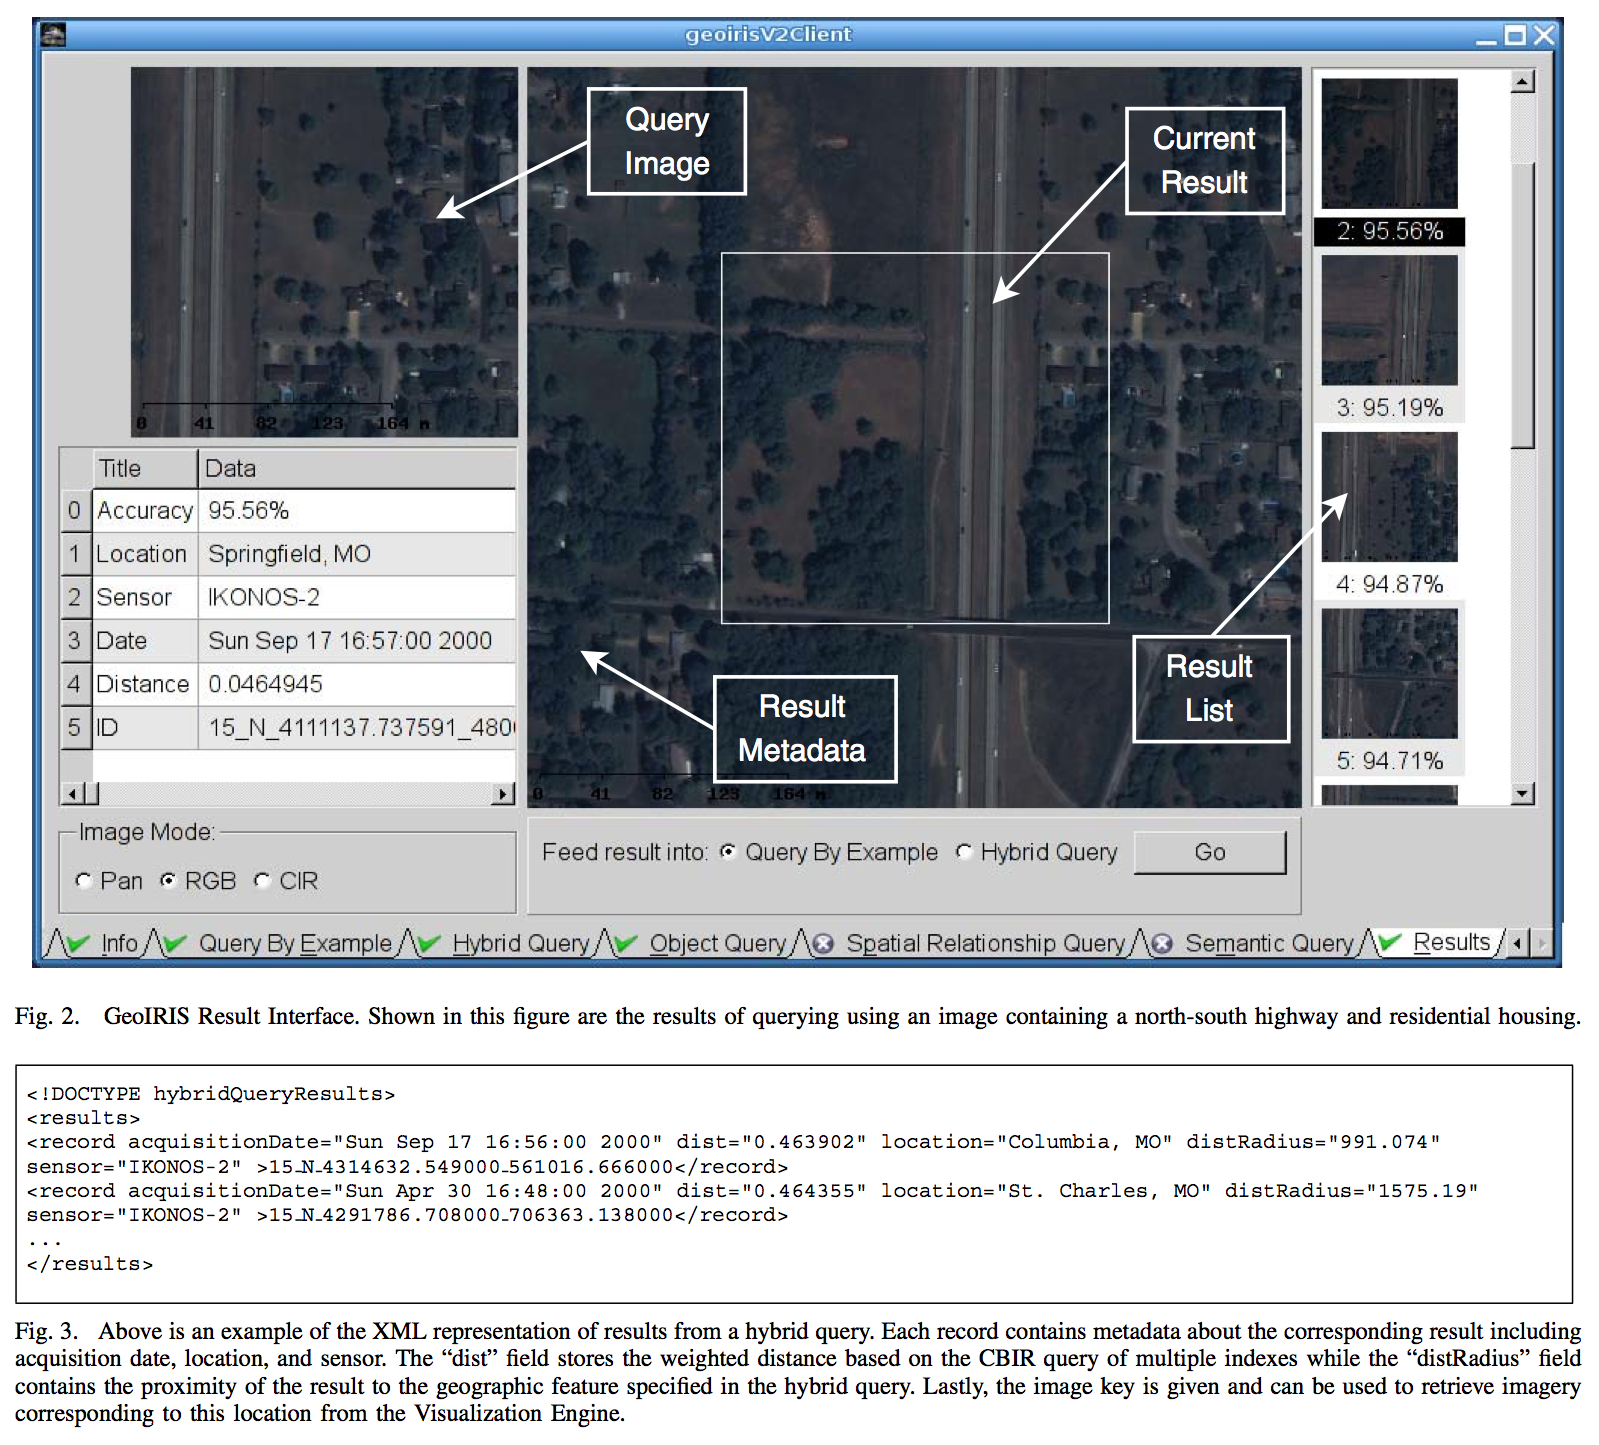 geoirisV2Client
Query
Image
Current
Result
2: 95.56%
3: 95.19%
4: 94.87%
5: 94.71%
0 41 82 123 164 m
Title Data
0 Accuracy 95.56%
1 Location Springfield, MO
2 Sensor IKONOS-2
3 Date Sun Sep 17 16:57:00 2000
4 Distance 0.0464945
5 ID 15_N_4111137.737591_480
Result
List
Result
Metadata
0 41 82 123 164 m
Image Mode:
Pan RGB CIR
Feed result into: Query By Example Hybrid Query Go
Info Query By Example Hybrid Query Object Query Spatial Relationship Query Semantic Query Results
Fig. 2. GeoIRIS Result Interface. Shown in this figure are the results of querying using an image containing a north-south highway and residential housing.
<!DOCTYPE hybridQueryResults>
<results>
<record acquisitionDate="Sun Sep 17 16:56:00 2000" dist="0.463902" location="Columbia, MO" distRadius="991.074"
sensor="IKONOS-2" >15_N_4314632.549000_561016.666000</record>
<record acquisitionDate="Sun Apr 30 16:48:00 2000" dist="0.464355" location="St. Charles, MO" distRadius="1575.19"
sensor="IKONOS-2" >15_N_4291786.708000_706363.138000</record>
...
</results>
Fig. 3. Above is an example of the XML representation of results from a hybrid query. Each record contains metadata about the corresponding result including
acquisition date, location, and sensor. The “dist” field stores the weighted distance based on the CBIR query of multiple indexes while the “distRadius” field
contains the proximity of the result to the geographic feature specified in the hybrid query. Lastly, the image key is given and can be used to retrieve imagery
corresponding to this location from the Visualization Engine.